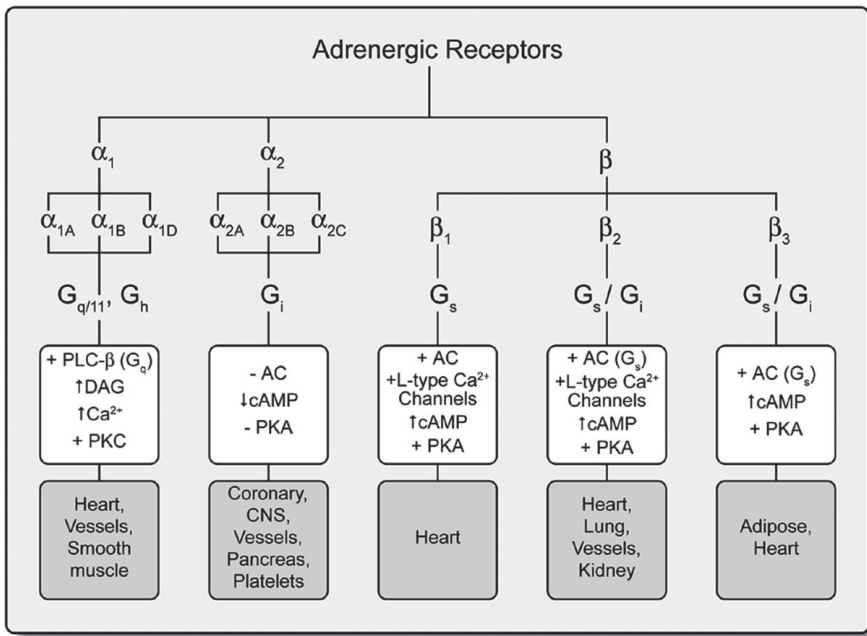 Adrenergic Receptors
α₁
α₂
β
α₁A α₁B α₁D
α₂A α₂B α₂C
β₁
β₂
β₃
Gq/11, Gh
Gi
Gs
Gs / Gi
Gs / Gi
+ PLC-β (Gq)
↑DAG
↑Ca²⁺
+ PKC
- AC
↓cAMP
- PKA
+ AC
+L-type Ca²⁺
Channels
↑cAMP
+ PKA
+ AC (Gs)
+L-type Ca²⁺
Channels
↑cAMP
+ PKA
+ AC (Gs)
↑cAMP
+ PKA
Heart,
Vessels,
Smooth
muscle
Coronary,
CNS,
Vessels,
Pancreas,
Platelets
Heart
Heart,
Lung,
Vessels,
Kidney
Adipose,
Heart